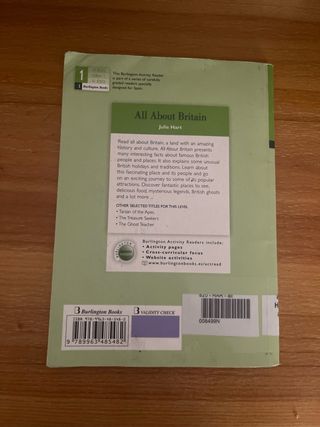 1
1 Burlington Books
The Burlington Activity Reader
is part of a series of carefully
graded readers specially
designed for
All About Britain
Julie Hart
Read all about Britain, a land with an amazing
history and culture. All About Britain presents
many interesting facts about famous British
people and places. It also explains some unusual
British holidays and traditions. Learn about
this fascinating place and its people and go
on an exciting journey to some of its popular
attractions. Discover fantastic places to see,
delicious food, mysterious legends, British ghosts
and a lot more ...
OTHER SELECTED TITLES FOR THIS LEVEL
• Tarzan of the Apes
• The Treasure Seekers
• The Ghost Teacher
Burlington Activity Readers include:
• Activity pages
• Cross-curricular focus
• Website activities
www.burlingtonbooks.es/actread
B Burlington Books
B VALIDITY CHECK
ISBN 978-9963-48-548-2
9 789963 485482
008499N
H